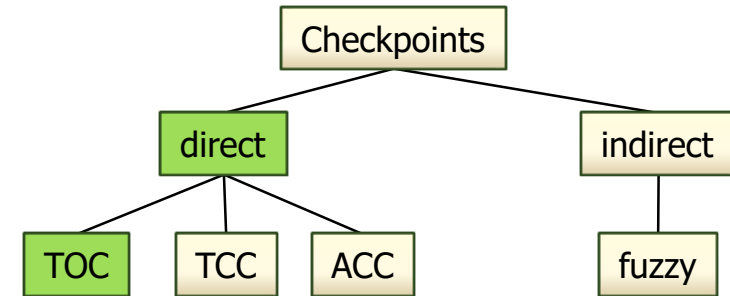 Checkpoints
direct
indirect
TOC
TCC
ACC
fuzzy